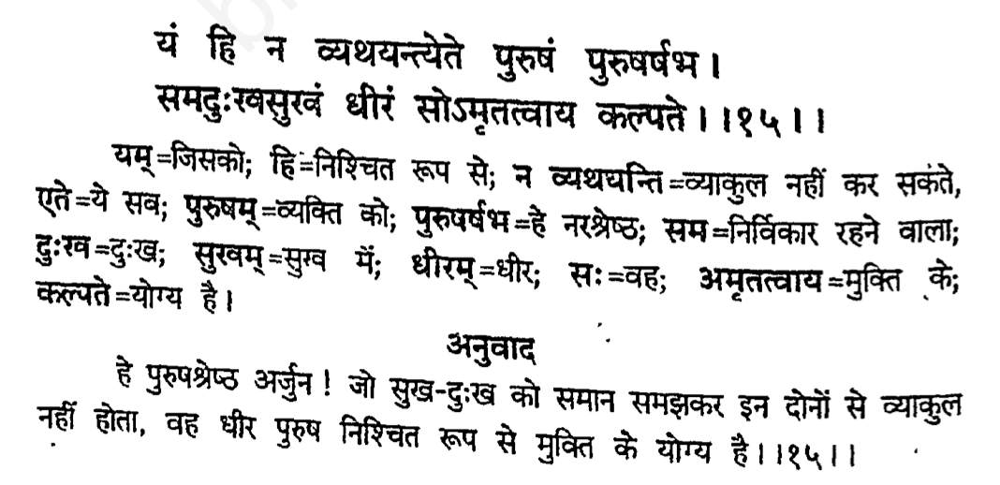 यं हि न व्यथयन्त्येते पुरुषं पुरुषर्षभ।
समदुःखसुखं धीरं सोऽमृतत्वाय कल्पते।।१५।।
यम्=जिसको; हि=निश्चित रूप से; न व्यथयन्ति=व्याकुल नहीं कर सकते,
एते=ये सव; पुरुषम्=व्यक्ति को; पुरुषर्षभ=हे नरश्रेष्ठ; सम=निर्विकार रहने वाला;
दुःख=दुःख; सुखम्=सुख में; धीरम्=धीर; सः=वह; अमृतत्वाय=मुक्ति के;
कल्पते=योग्य है।
अनुवाद
हे पुरुषश्रेष्ठ अर्जुन! जो सुख-दुःख को समान समझकर इन दोनों से व्याकुल
नहीं होता, वह धीर पुरुष निश्चित रूप से मुक्ति के योग्य है।।१५।।